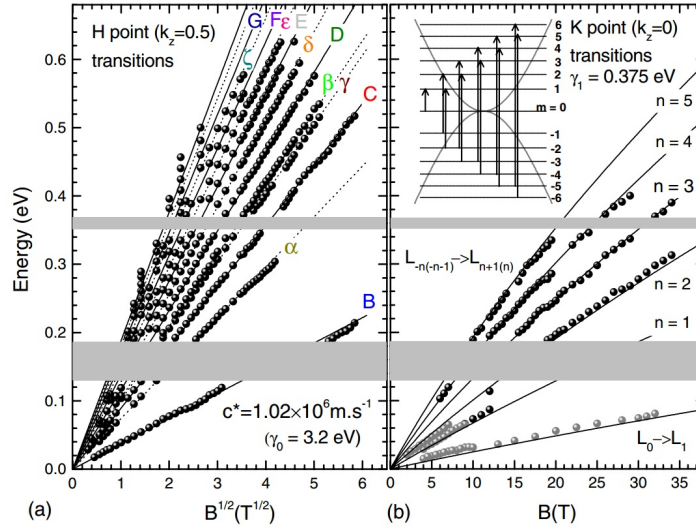 H point (k_z=0.5)
transitions
G F ε E
ζ
δ
D
β γ
C
α
B
c*=1.02×10⁶m.s⁻¹
(γ₀ = 3.2 eV)
Energy (eV)
0.6
0.5
0.4
0.3
0.2
0.1
0.0
0 1 2 3 4 5 6
B^1/2(T^1/2)
(a)
K point (k_z=0)
transitions
γ₁ = 0.375 eV
6
5
4
3
2
1
m = 0
-1
-2
-3
-4
-5
-6
n = 5
n = 4
n = 3
n = 2
n = 1
L_-n(-n-1)->L_n+1(n)
L₀->L₁
5 10 15 20 25 30 35
B(T)
(b)